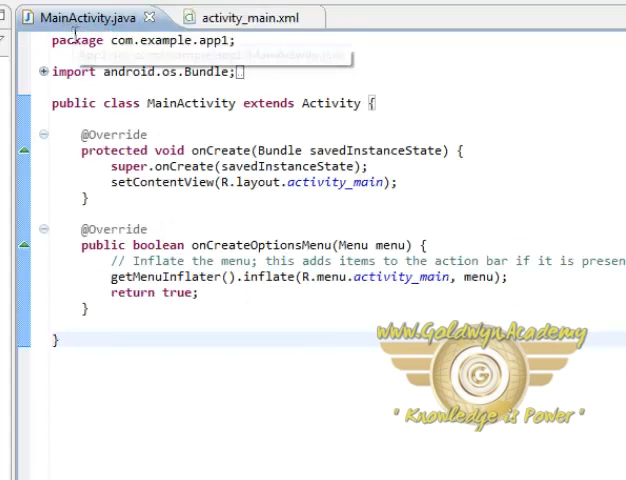 MainActivity.java activity_main.xml
package com.example.app1;
import android.os.Bundle;
public class MainActivity extends Activity {
@Override
protected void onCreate(Bundle savedInstanceState) {
super.onCreate(savedInstanceState);
setContentView(R.layout.activity_main);
}
@Override
public boolean onCreateOptionsMenu(Menu menu) {
// Inflate the menu; this adds items to the action bar if it is presen
getMenuInflater().inflate(R.menu.activity_main, menu);
return true;
}
}
www.GoldwynAcademy
G
" Knowledge is Power "